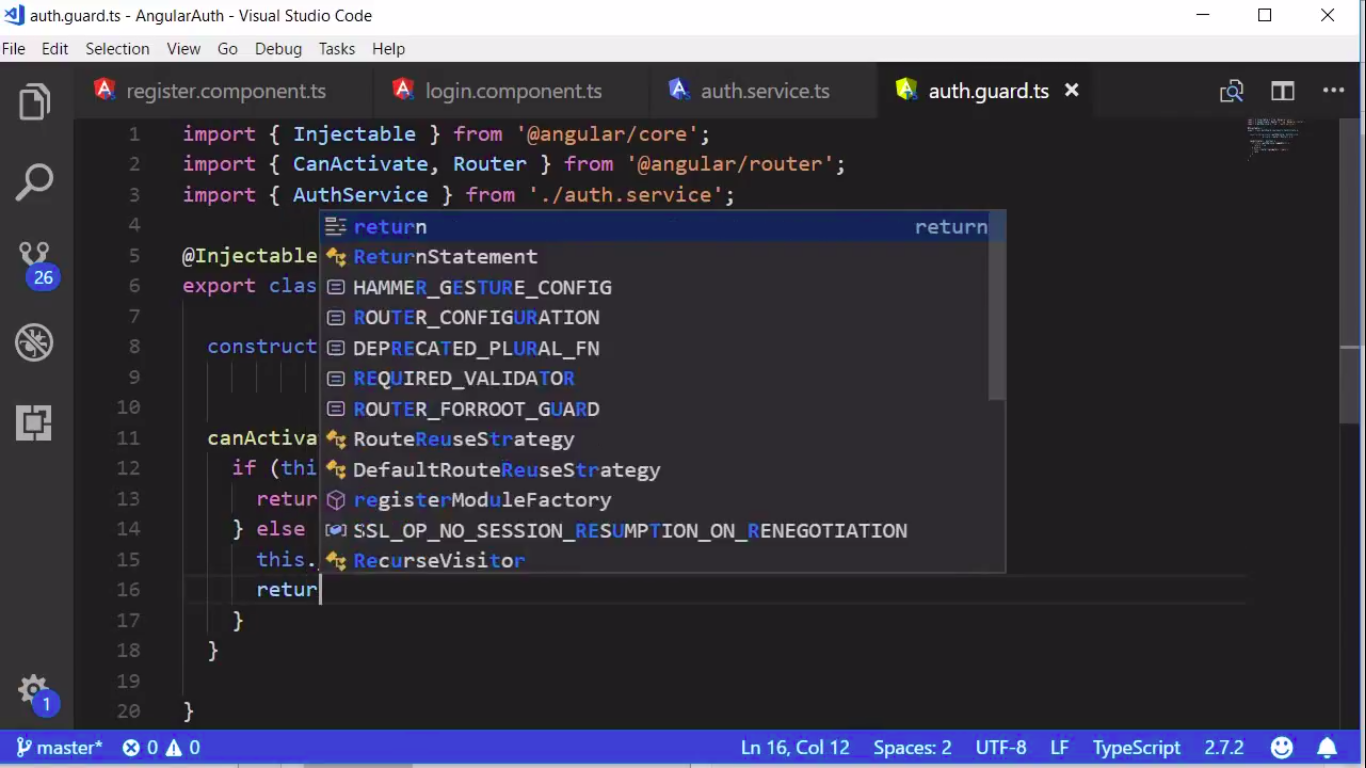 auth.guard.ts - AngularAuth - Visual Studio Code
File Edit Selection View Go Debug Tasks Help
register.component.ts login.component.ts auth.service.ts auth.guard.ts
1 import { Injectable } from '@angular/core';
2 import { CanActivate, Router } from '@angular/router';
3 import { AuthService } from './auth.service';
4 return return
5 @Injectable ReturnStatement
6 export clas HAMMER_GESTURE_CONFIG
7 ROUTER_CONFIGURATION
8 construct DEPRECATED_PLURAL_FN
9 REQUIRED_VALIDATOR
10 ROUTER_FORROOT_GUARD
11 canActiva RouteReuseStrategy
12 if (thi DefaultRouteReuseStrategy
13 retur registerModuleFactory
14 } else SSL_OP_NO_SESSION_RESUMPTION_ON_RENEGOTIATION
15 this. RecurseVisitor
16 retur
17 }
18 }
19
20 }
26
1
master* 0 0 Ln 16, Col 12 Spaces: 2 UTF-8 LF TypeScript 2.7.2